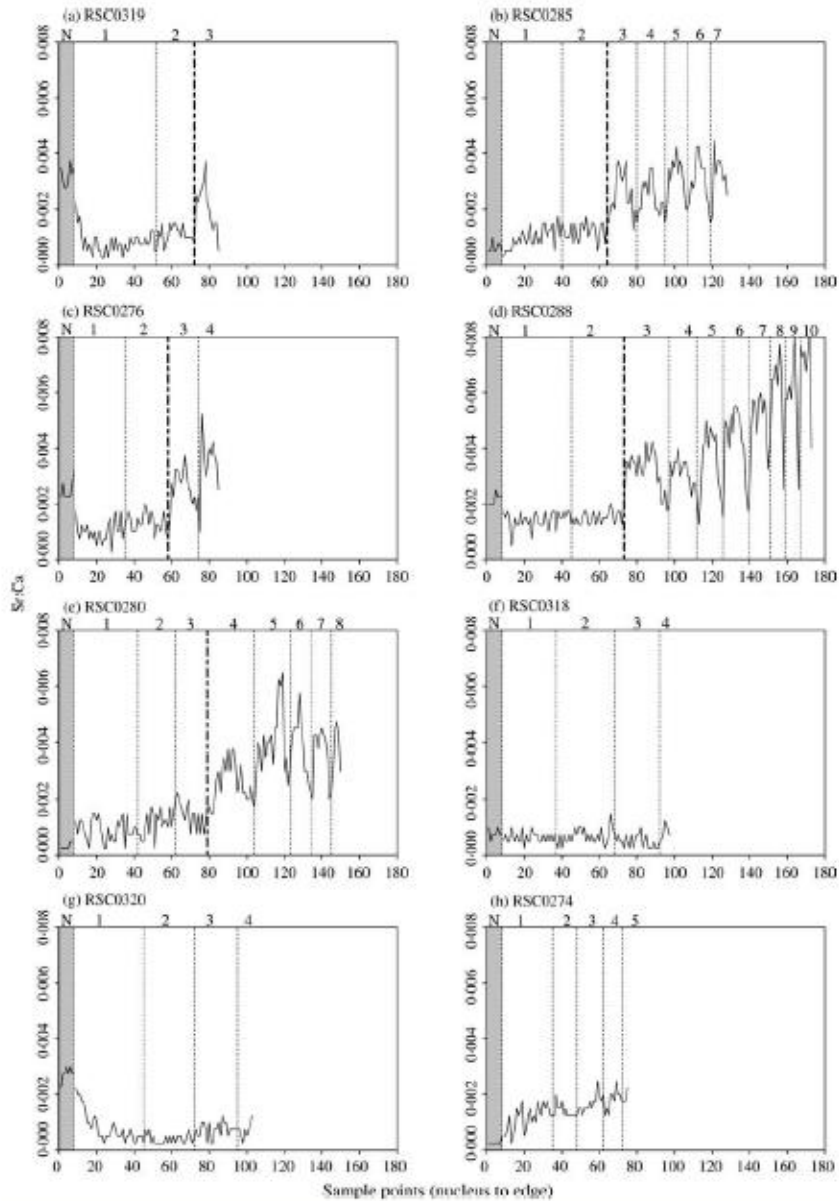 (a) RSC0319
N 1 2 3
0·008
0·006
0·004
0·002
0·000
0 20 40 60 80 100 120 140 160 180
(b) RSC0285
N 1 2 3 4 5 6 7
0·008
0·006
0·004
0·002
0·000
0 20 40 60 80 100 120 140 160 180
(c) RSC0276
N 1 2 3 4
0·008
0·006
0·004
0·002
0·000
0 20 40 60 80 100 120 140 160 180
(d) RSC0288
N 1 2 3 4 5 6 7 8 9 10
0·008
0·006
0·004
0·002
0·000
0 20 40 60 80 100 120 140 160 180
Sr:Ca
(e) RSC0280
N 1 2 3 4 5 6 7 8
0·008
0·006
0·004
0·002
0·000
0 20 40 60 80 100 120 140 160 180
(f) RSC0318
N 1 2 3 4
0·008
0·006
0·004
0·002
0·000
0 20 40 60 80 100 120 140 160 180
(g) RSC0320
N 1 2 3 4
0·008
0·006
0·004
0·002
0·000
0 20 40 60 80 100 120 140 160 180
(h) RSC0274
N 1 2 3 4 5
0·008
0·006
0·004
0·002
0·000
0 20 40 60 80 100 120 140 160 180
Sample points (nucleus to edge)